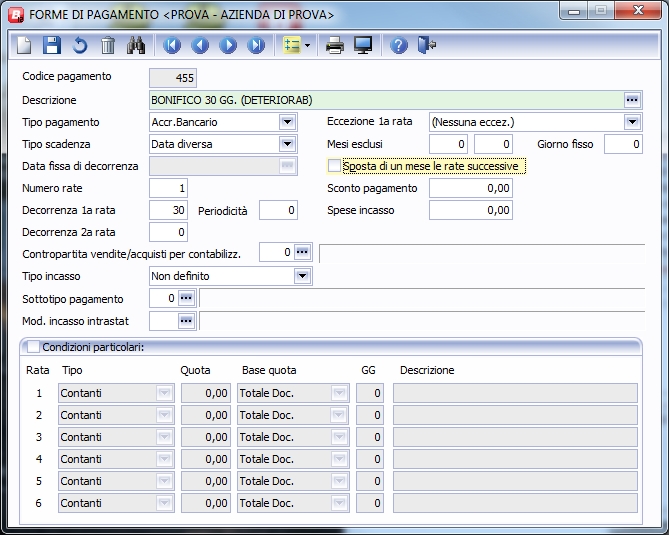 FORME DI PAGAMENTO <PROVA - AZIENDA DI PROVA>
Codice pagamento 455
Descrizione BONIFICO 30 GG. (DETERIORAB)
Tipo pagamento Accr.Bancario Eccezione 1a rata (Nessuna eccez.)
Tipo scadenza Data diversa Mesi esclusi 0 0 Giorno fisso 0
Data fissa di decorrenza Sposta di un mese le rate successive
Numero rate 1 Sconto pagamento 0,00
Decorrenza 1a rata 30 Periodicità 0 Spese incasso 0,00
Decorrenza 2a rata 0
Contropartita vendite/acquisti per contabilizz. 0
Tipo incasso Non definito
Sottotipo pagamento 0
Mod. incasso intrastat
Condizioni particolari:
Rata Tipo Quota Base quota GG Descrizione
1 Contanti 0,00 Totale Doc. 0
2 Contanti 0,00 Totale Doc. 0
3 Contanti 0,00 Totale Doc. 0
4 Contanti 0,00 Totale Doc. 0
5 Contanti 0,00 Totale Doc. 0
6 Contanti 0,00 Totale Doc. 0